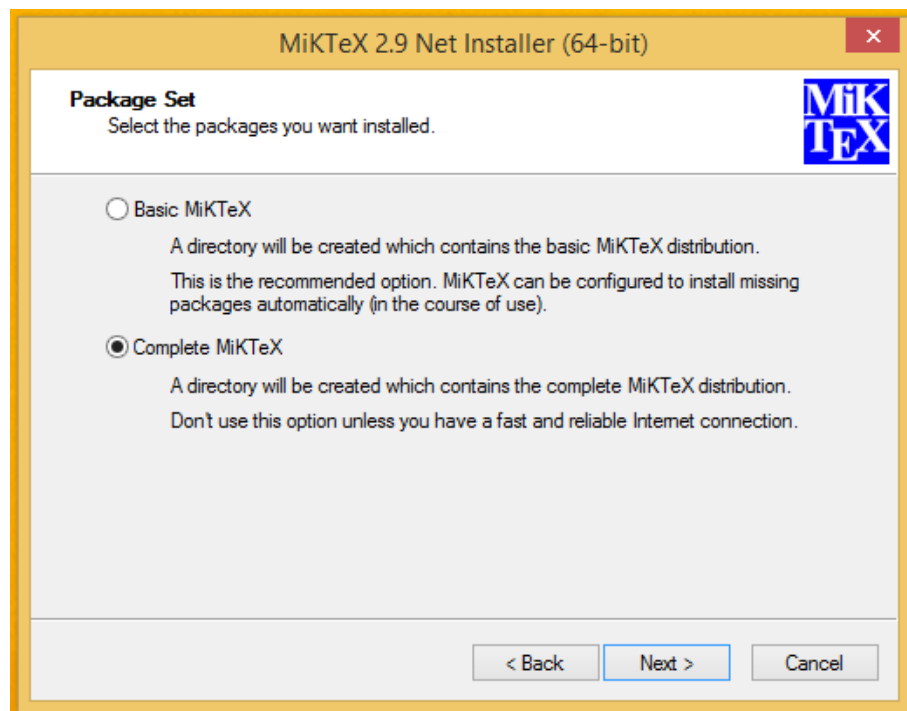 MiKTeX 2.9 Net Installer (64-bit)
×
Package Set
Select the packages you want installed.
MiK
TEX
Basic MiKTeX
A directory will be created which contains the basic MiKTeX distribution.
This is the recommended option. MiKTeX can be configured to install missing
packages automatically (in the course of use).
Complete MiKTeX
A directory will be created which contains the complete MiKTeX distribution.
Don't use this option unless you have a fast and reliable Internet connection.
< Back
Next >
Cancel